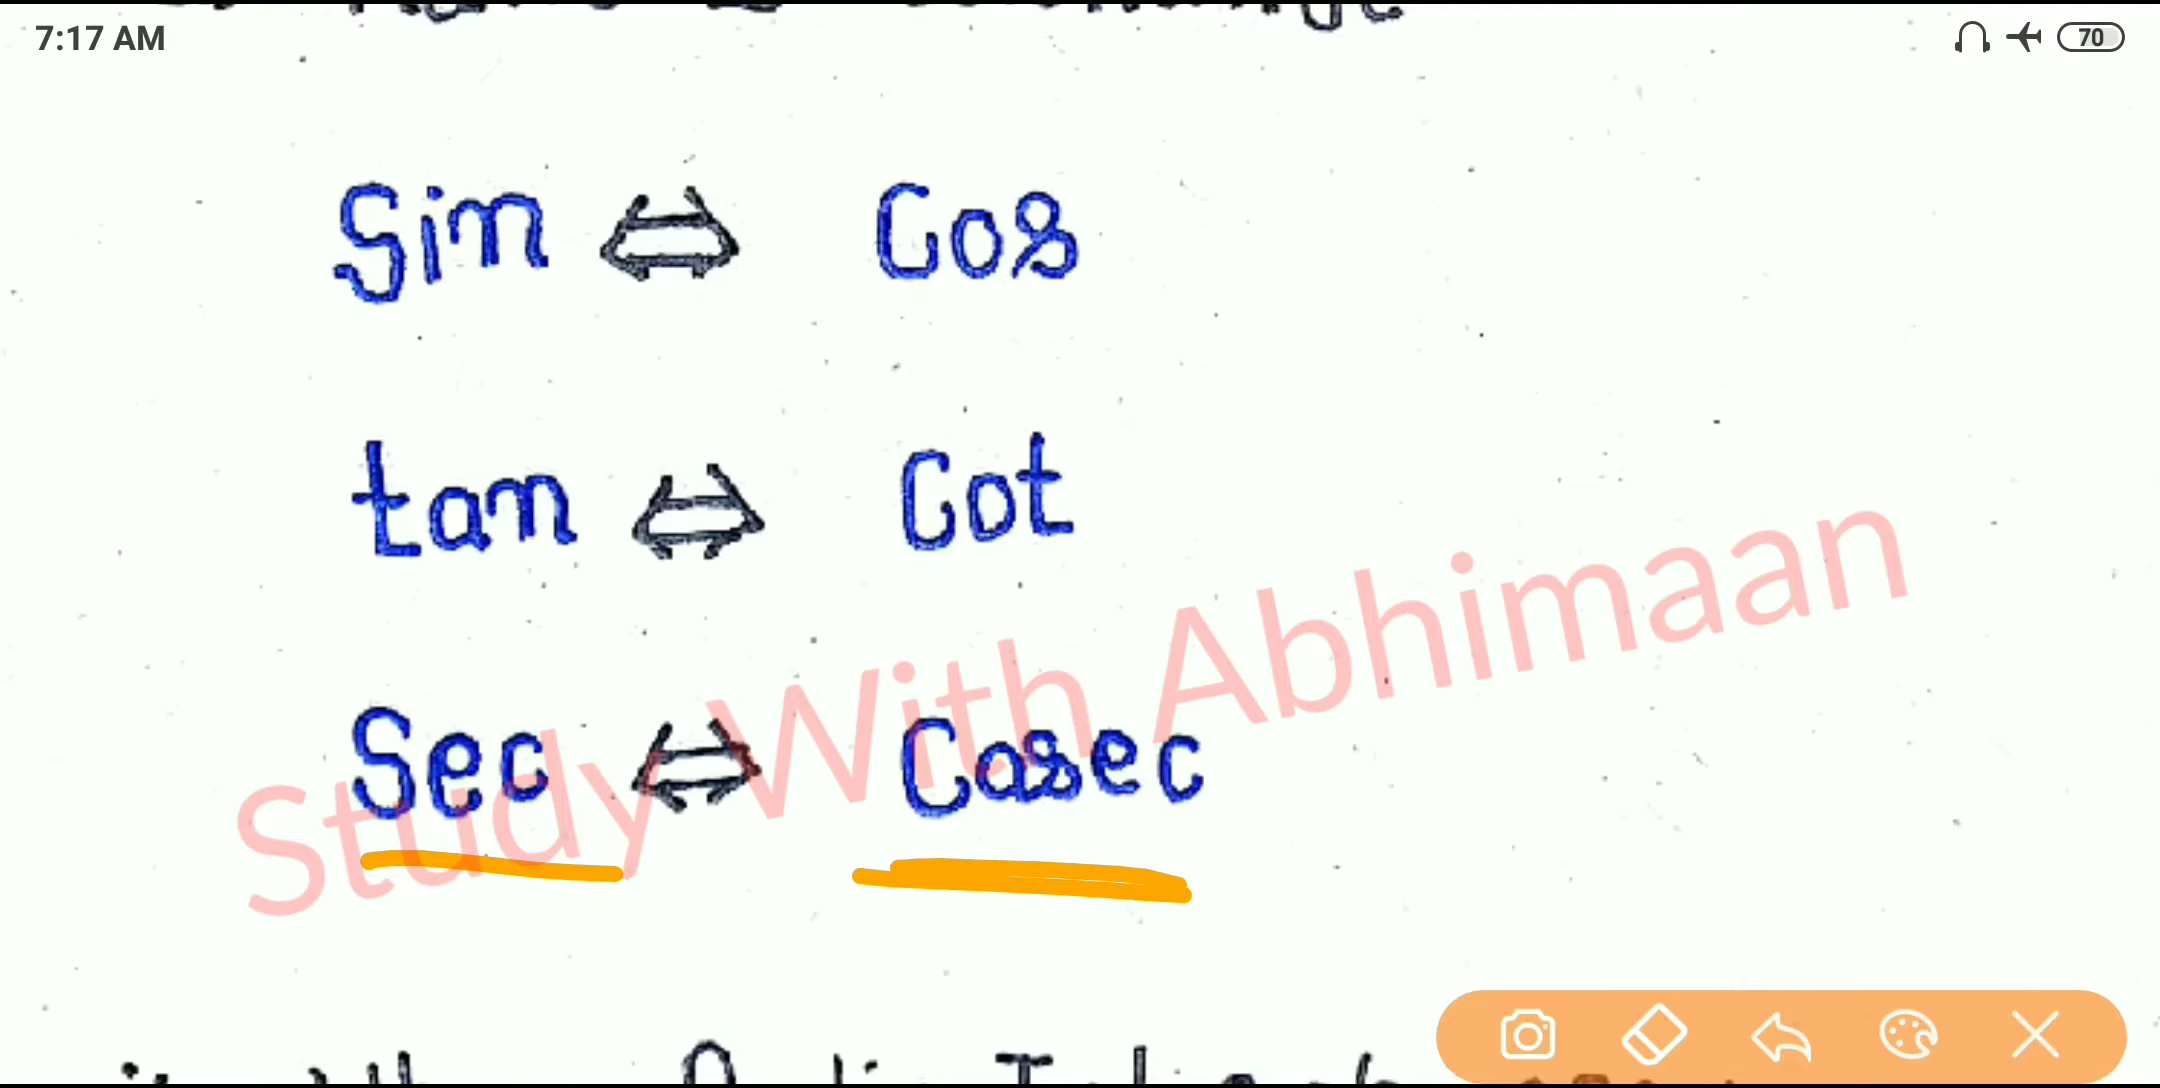 7:17 AM
70
Sin ⇔ Cos
tan ⇔ Cot
Sec ⇔ Cosec
Study With Abhimaan